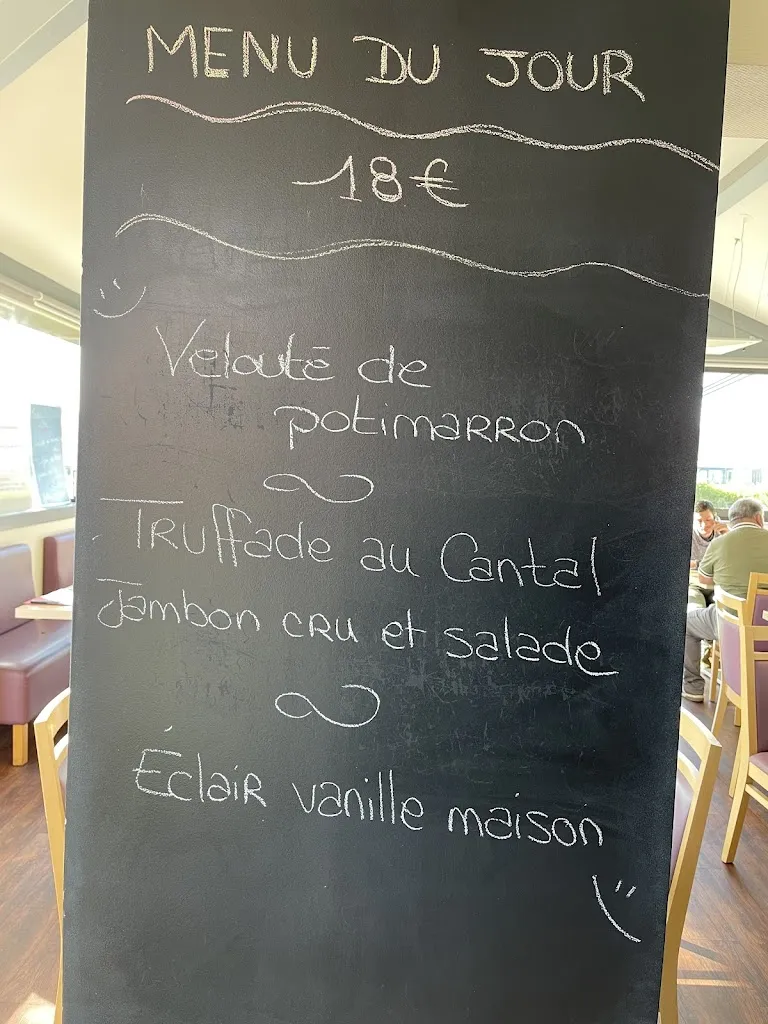 MENU DU JOUR
18€
Velouté de
potimarron
Truffade au Cantal
Jambon cru et salade
Éclair vanille maison